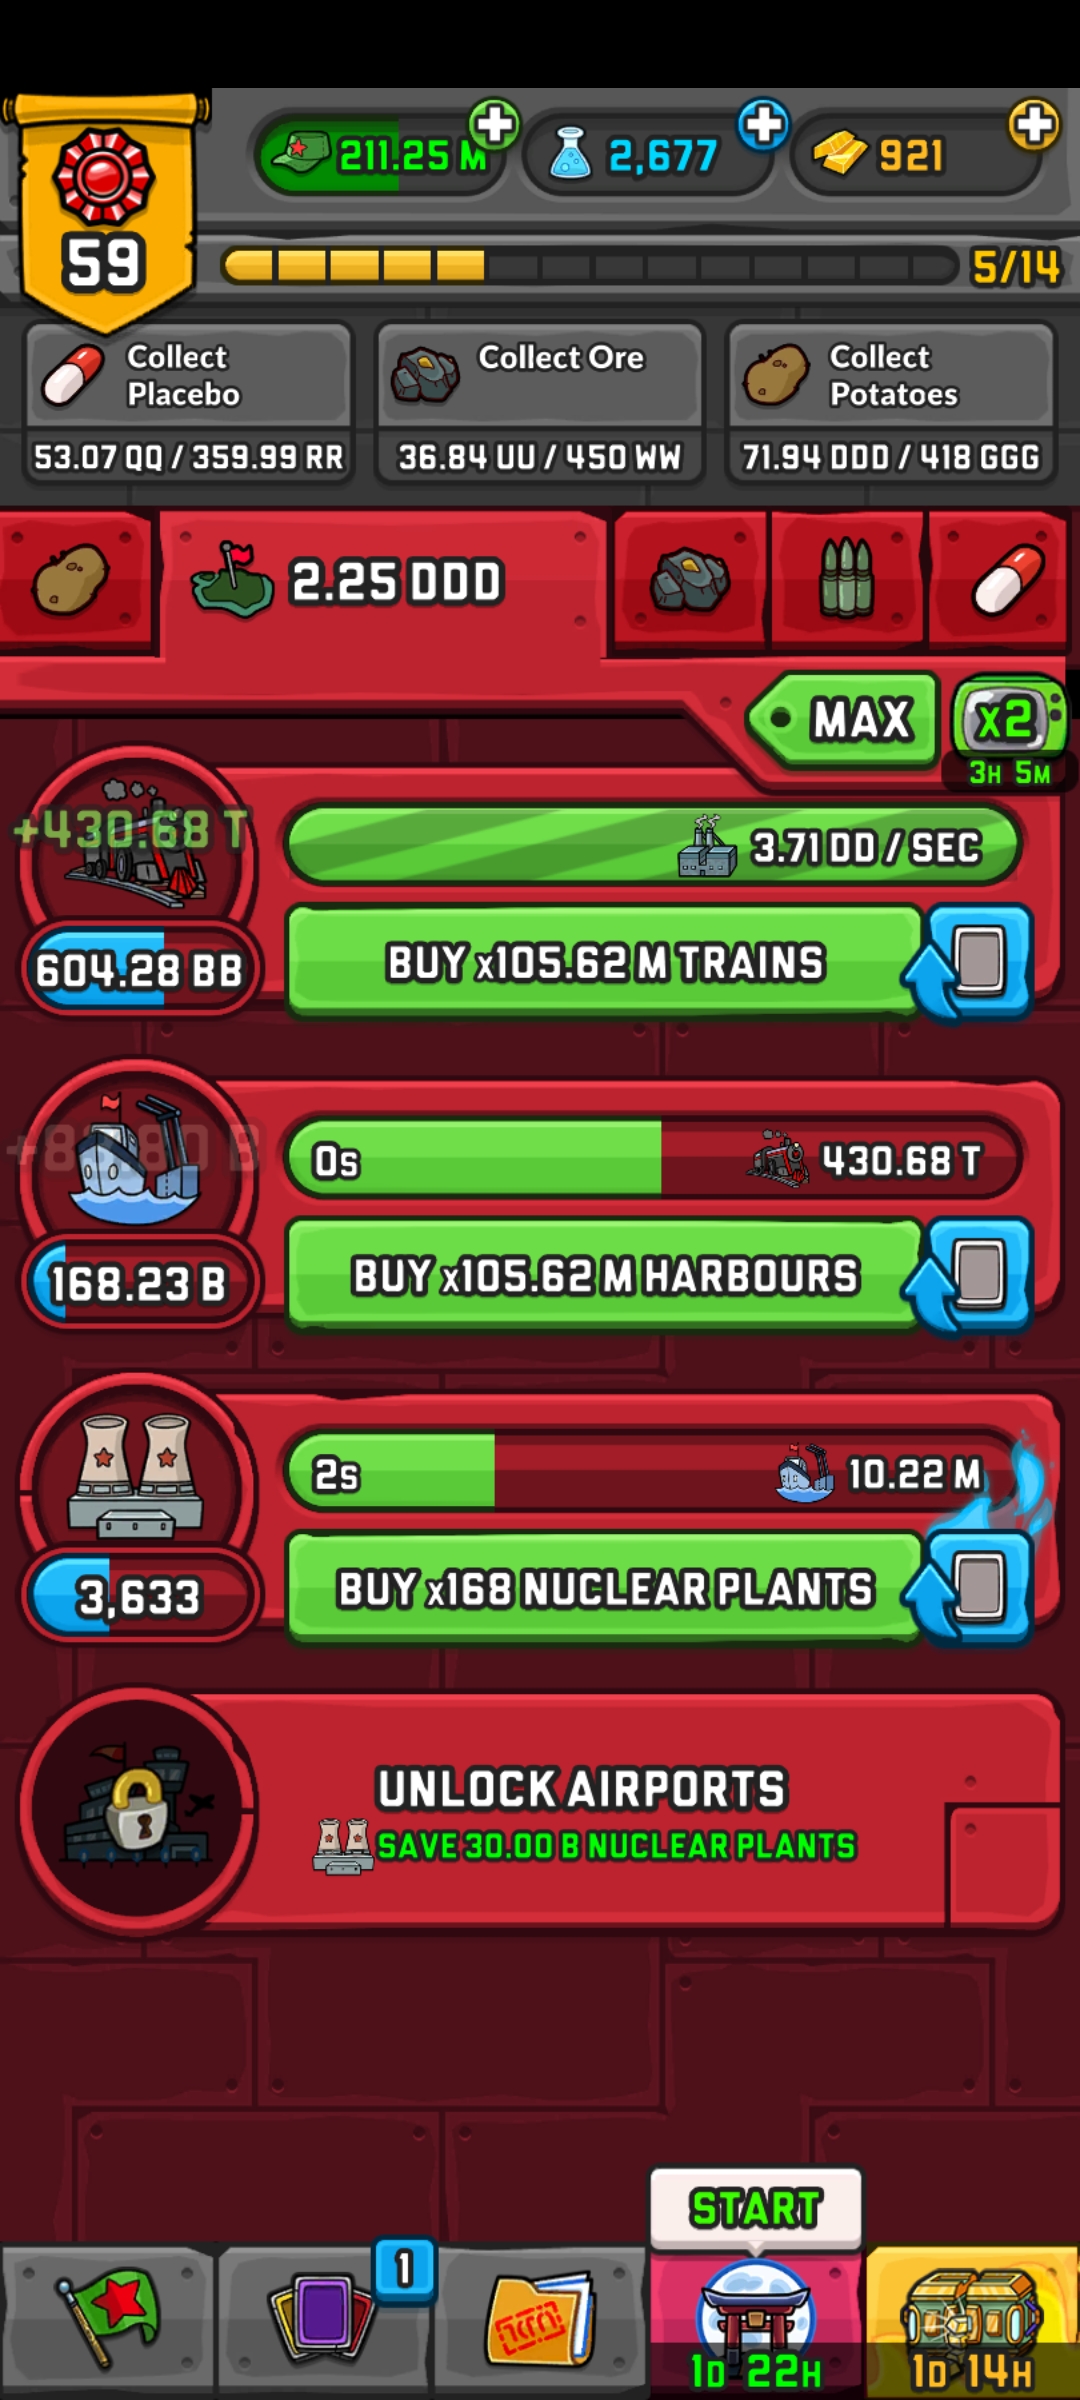 211.25 M
2,677
921
59
5/14
Collect
Placebo
53.07 QQ / 359.99 RR
Collect Ore
36.84 UU / 450 WW
Collect
Potatoes
71.94 DDD / 418 GGG
2.25 DDD
MAX
x2
3H 5M
+430.68 T
3.71 DD / SEC
604.28 BB
BUY x105.62 M TRAINS
0s
430.68 T
168.23 B
BUY x105.62 M HARBOURS
2s
10.22 M
3,633
BUY x168 NUCLEAR PLANTS
UNLOCK AIRPORTS
SAVE 30.00 B NUCLEAR PLANTS
START
1
1D 22H
1D 14H